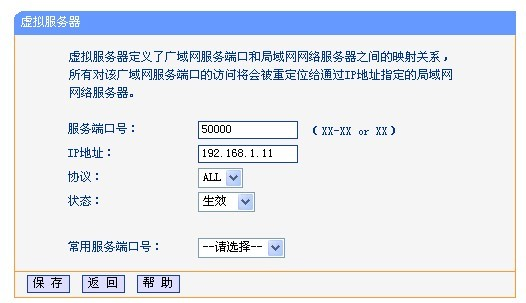 虚拟服务器
虚拟服务器定义了广域网服务端口和局域网网络服务器之间的映射关系，
所有对该广域网服务端口的访问将会被重定位给通过IP地址指定的局域网
网络服务器。
服务端口号： 50000 （XX-XX or XX）
IP地址： 192.168.1.11
协议： ALL
状态： 生效
常用服务端口号： --请选择--
保 存 返 回 帮 助